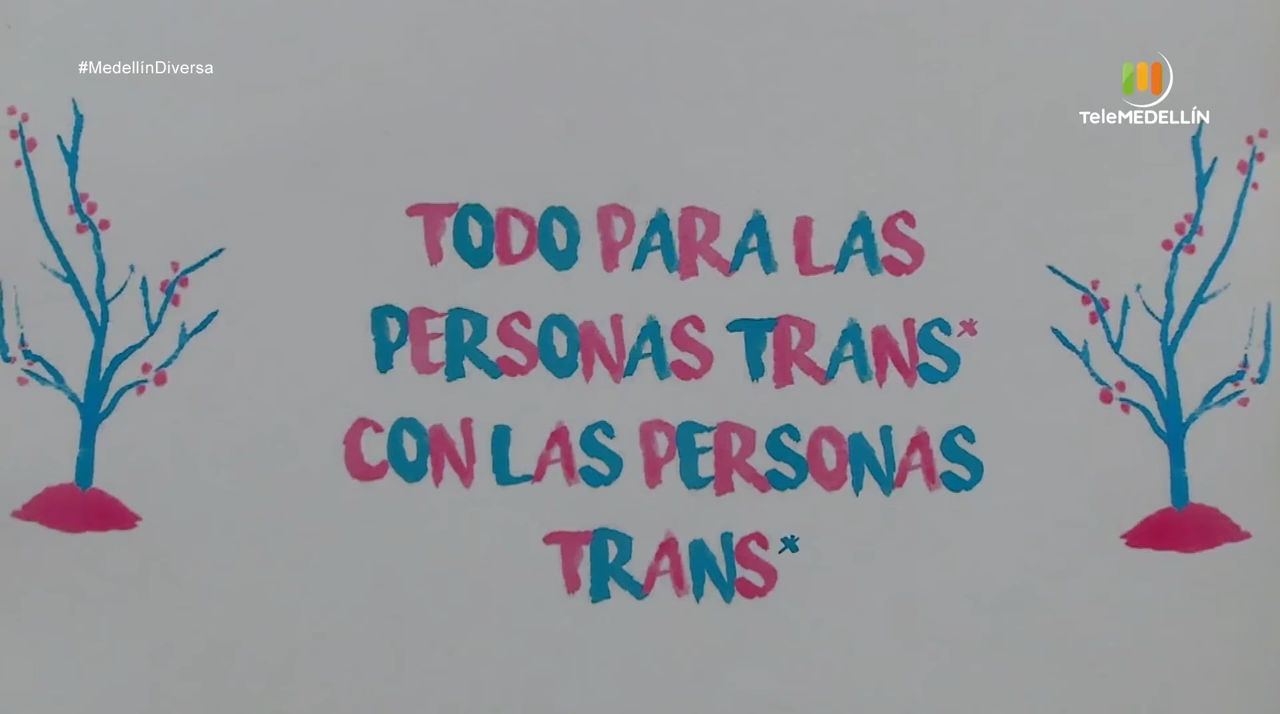 #MedellínDiversa
TeleMEDELLÍN
TODO PARA LAS
PERSONAS TRANS*
CON LAS PERSONAS
TRANS*